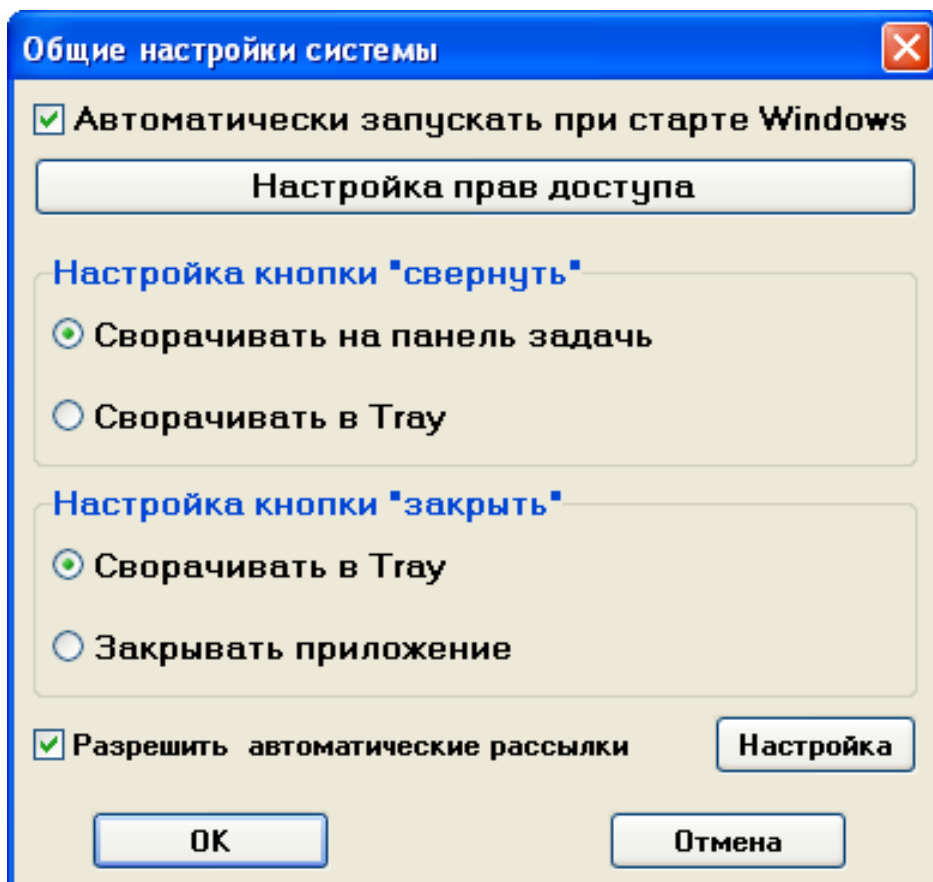 Общие настройки системы
Автоматически запускать при старте Windows
Настройка прав доступа
Настройка кнопки "свернуть"
Сворачивать на панель задачь
Сворачивать в Tray
Настройка кнопки "закрыть"
Сворачивать в Tray
Закрывать приложение
Разрешить автоматические рассылки Настройка
OK Отмена